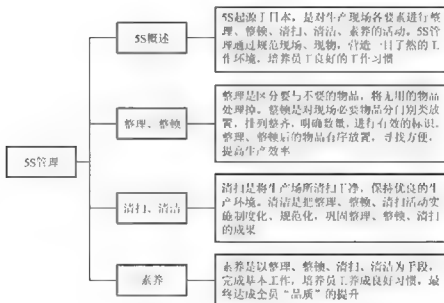 5S管理
5S概述
5S起源于日本,是对生产现场各要素进行整
理、整顿、清扫、清洁、素养的活动。5S管
理通过规范现场、现物,营造一目了然的工
作环境,培养员工良好的工作习惯
整理、整顿
整理是区分要与不要的物品,将无用的物品
处理掉。整顿是对现场必要物品分门别类放
置,排列整齐,明确数量,进行有效的标识。
整理、整顿后的物品有序放置,寻找方便,
提高生产效率
清扫、清洁
清扫是将生产场所清扫干净,保持优良的生
产环境。清洁是把整理、整顿、清扫活动实
施制度化、规范化,巩固整理、整顿、清扫
的成果
素养
素养是以整理、整顿、清扫、清洁为手段,
完成基本工作,培养员工养成良好习惯,最
终达成全员“品质”的提升